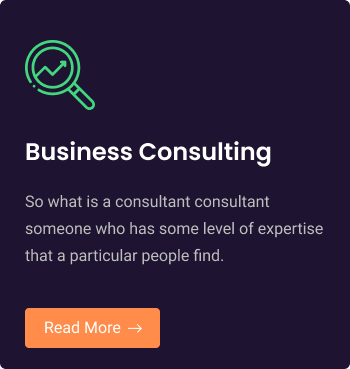 Business Consulting
So what is a consultant consultant
someone who has some level of expertise
that a particular people find.
Read More →